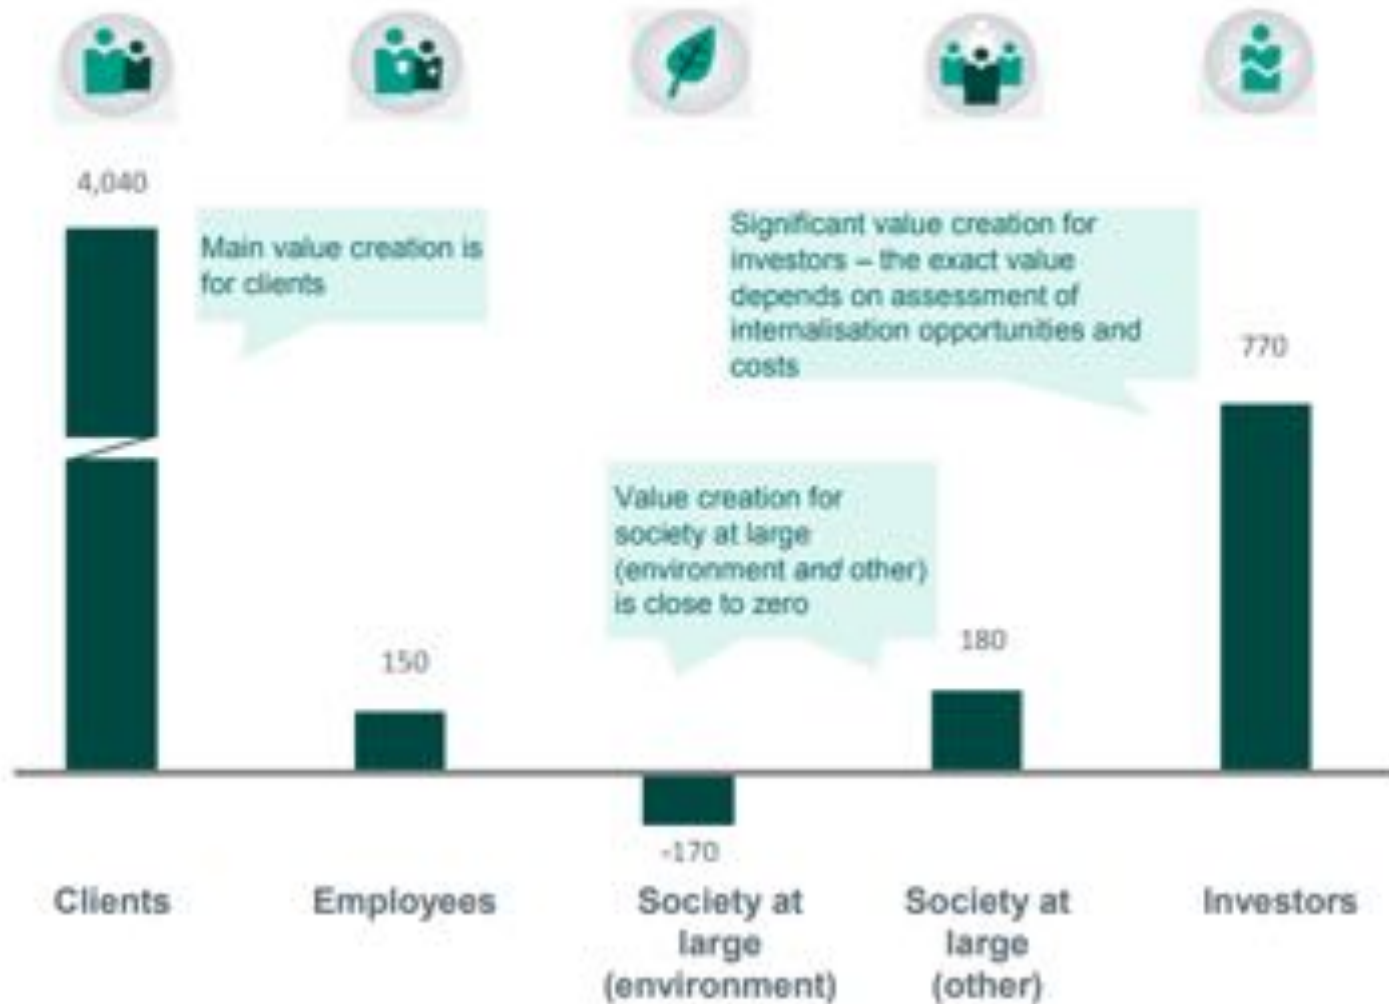 4,040
Main value creation is
for clients
Significant value creation for
investors – the exact value
depends on assessment of
internalisation opportunities and
costs
770
Value creation for
society at large
(environment and other)
is close to zero
150
180
-170
Clients
Employees
Society at
large
(environment)
Society at
large
(other)
Investors